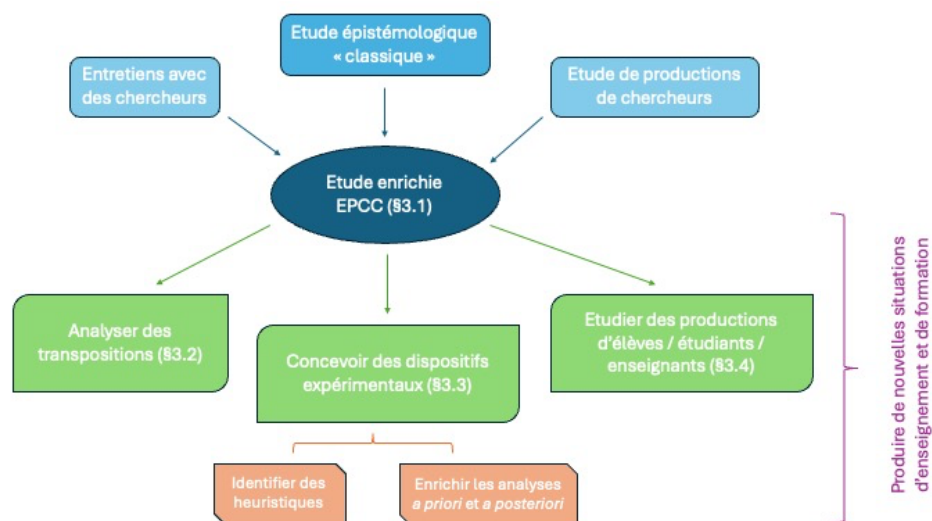 Etude épistémologique
« classique »
Entretiens avec
des chercheurs
Etude de productions
de chercheurs
Etude enrichie
EPCC (§3.1)
Analyser des
transpositions (§3.2)
Concevoir des dispositifs
expérimentaux (§3.3)
Etudier des productions
d'élèves / étudiants /
enseignants (§3.4)
Identifier des
heuristiques
Enrichir les analyses
a priori et a posteriori
Produire de nouvelles situations
d'enseignement et de formation